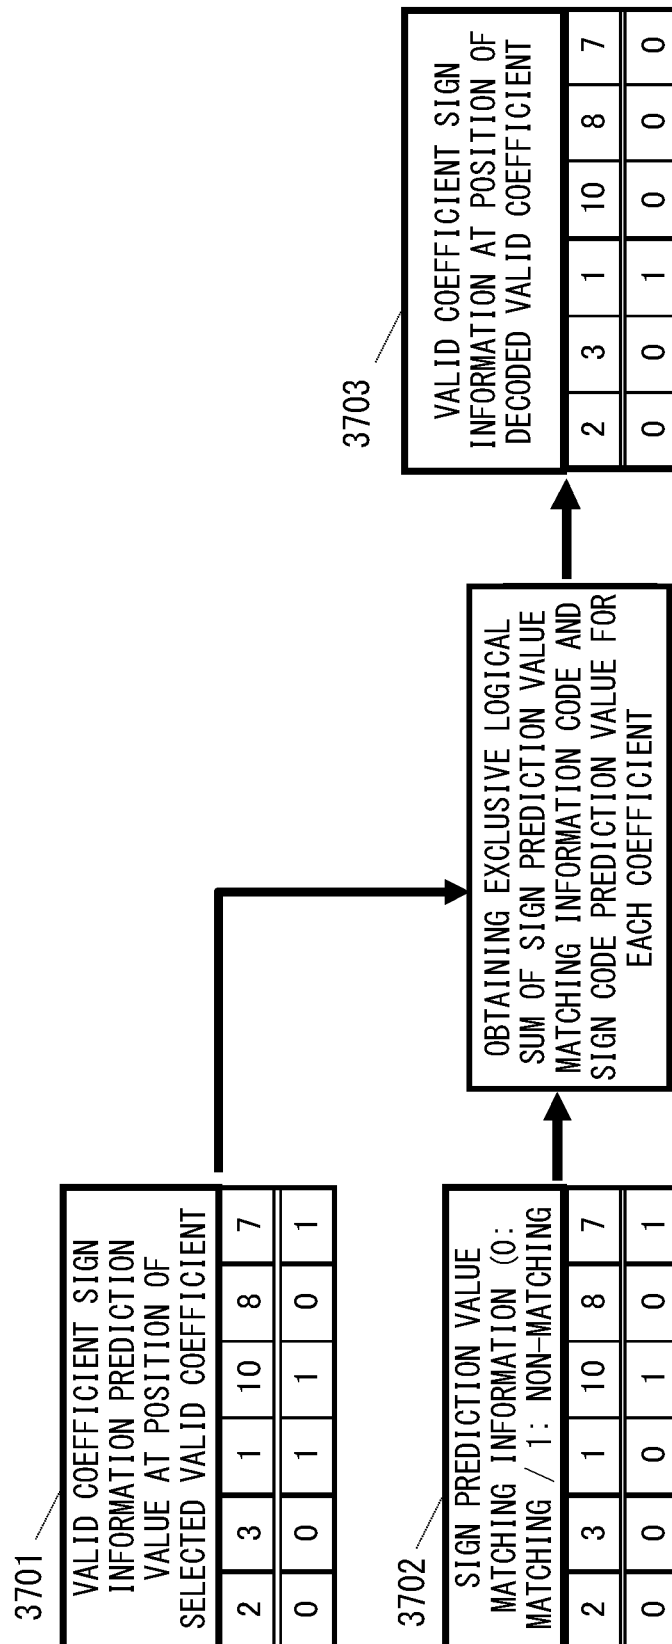 3701
VALID COEFFICIENT SIGN
INFORMATION PREDICTION
VALUE AT POSITION OF
SELECTED VALID COEFFICIENT
2 3 1 10 8 7
0 0 1 1 0 1
3702
SIGN PREDICTION VALUE
MATCHING INFORMATION (0:
MATCHING / 1: NON-MATCHING
2 3 1 10 8 7
0 0 0 1 0 1
OBTAINING EXCLUSIVE LOGICAL
SUM OF SIGN PREDICTION VALUE
MATCHING INFORMATION CODE AND
SIGN CODE PREDICTION VALUE FOR
EACH COEFFICIENT
3703
VALID COEFFICIENT SIGN
INFORMATION AT POSITION OF
DECODED VALID COEFFICIENT
2 3 1 10 8 7
0 0 1 0 0 0